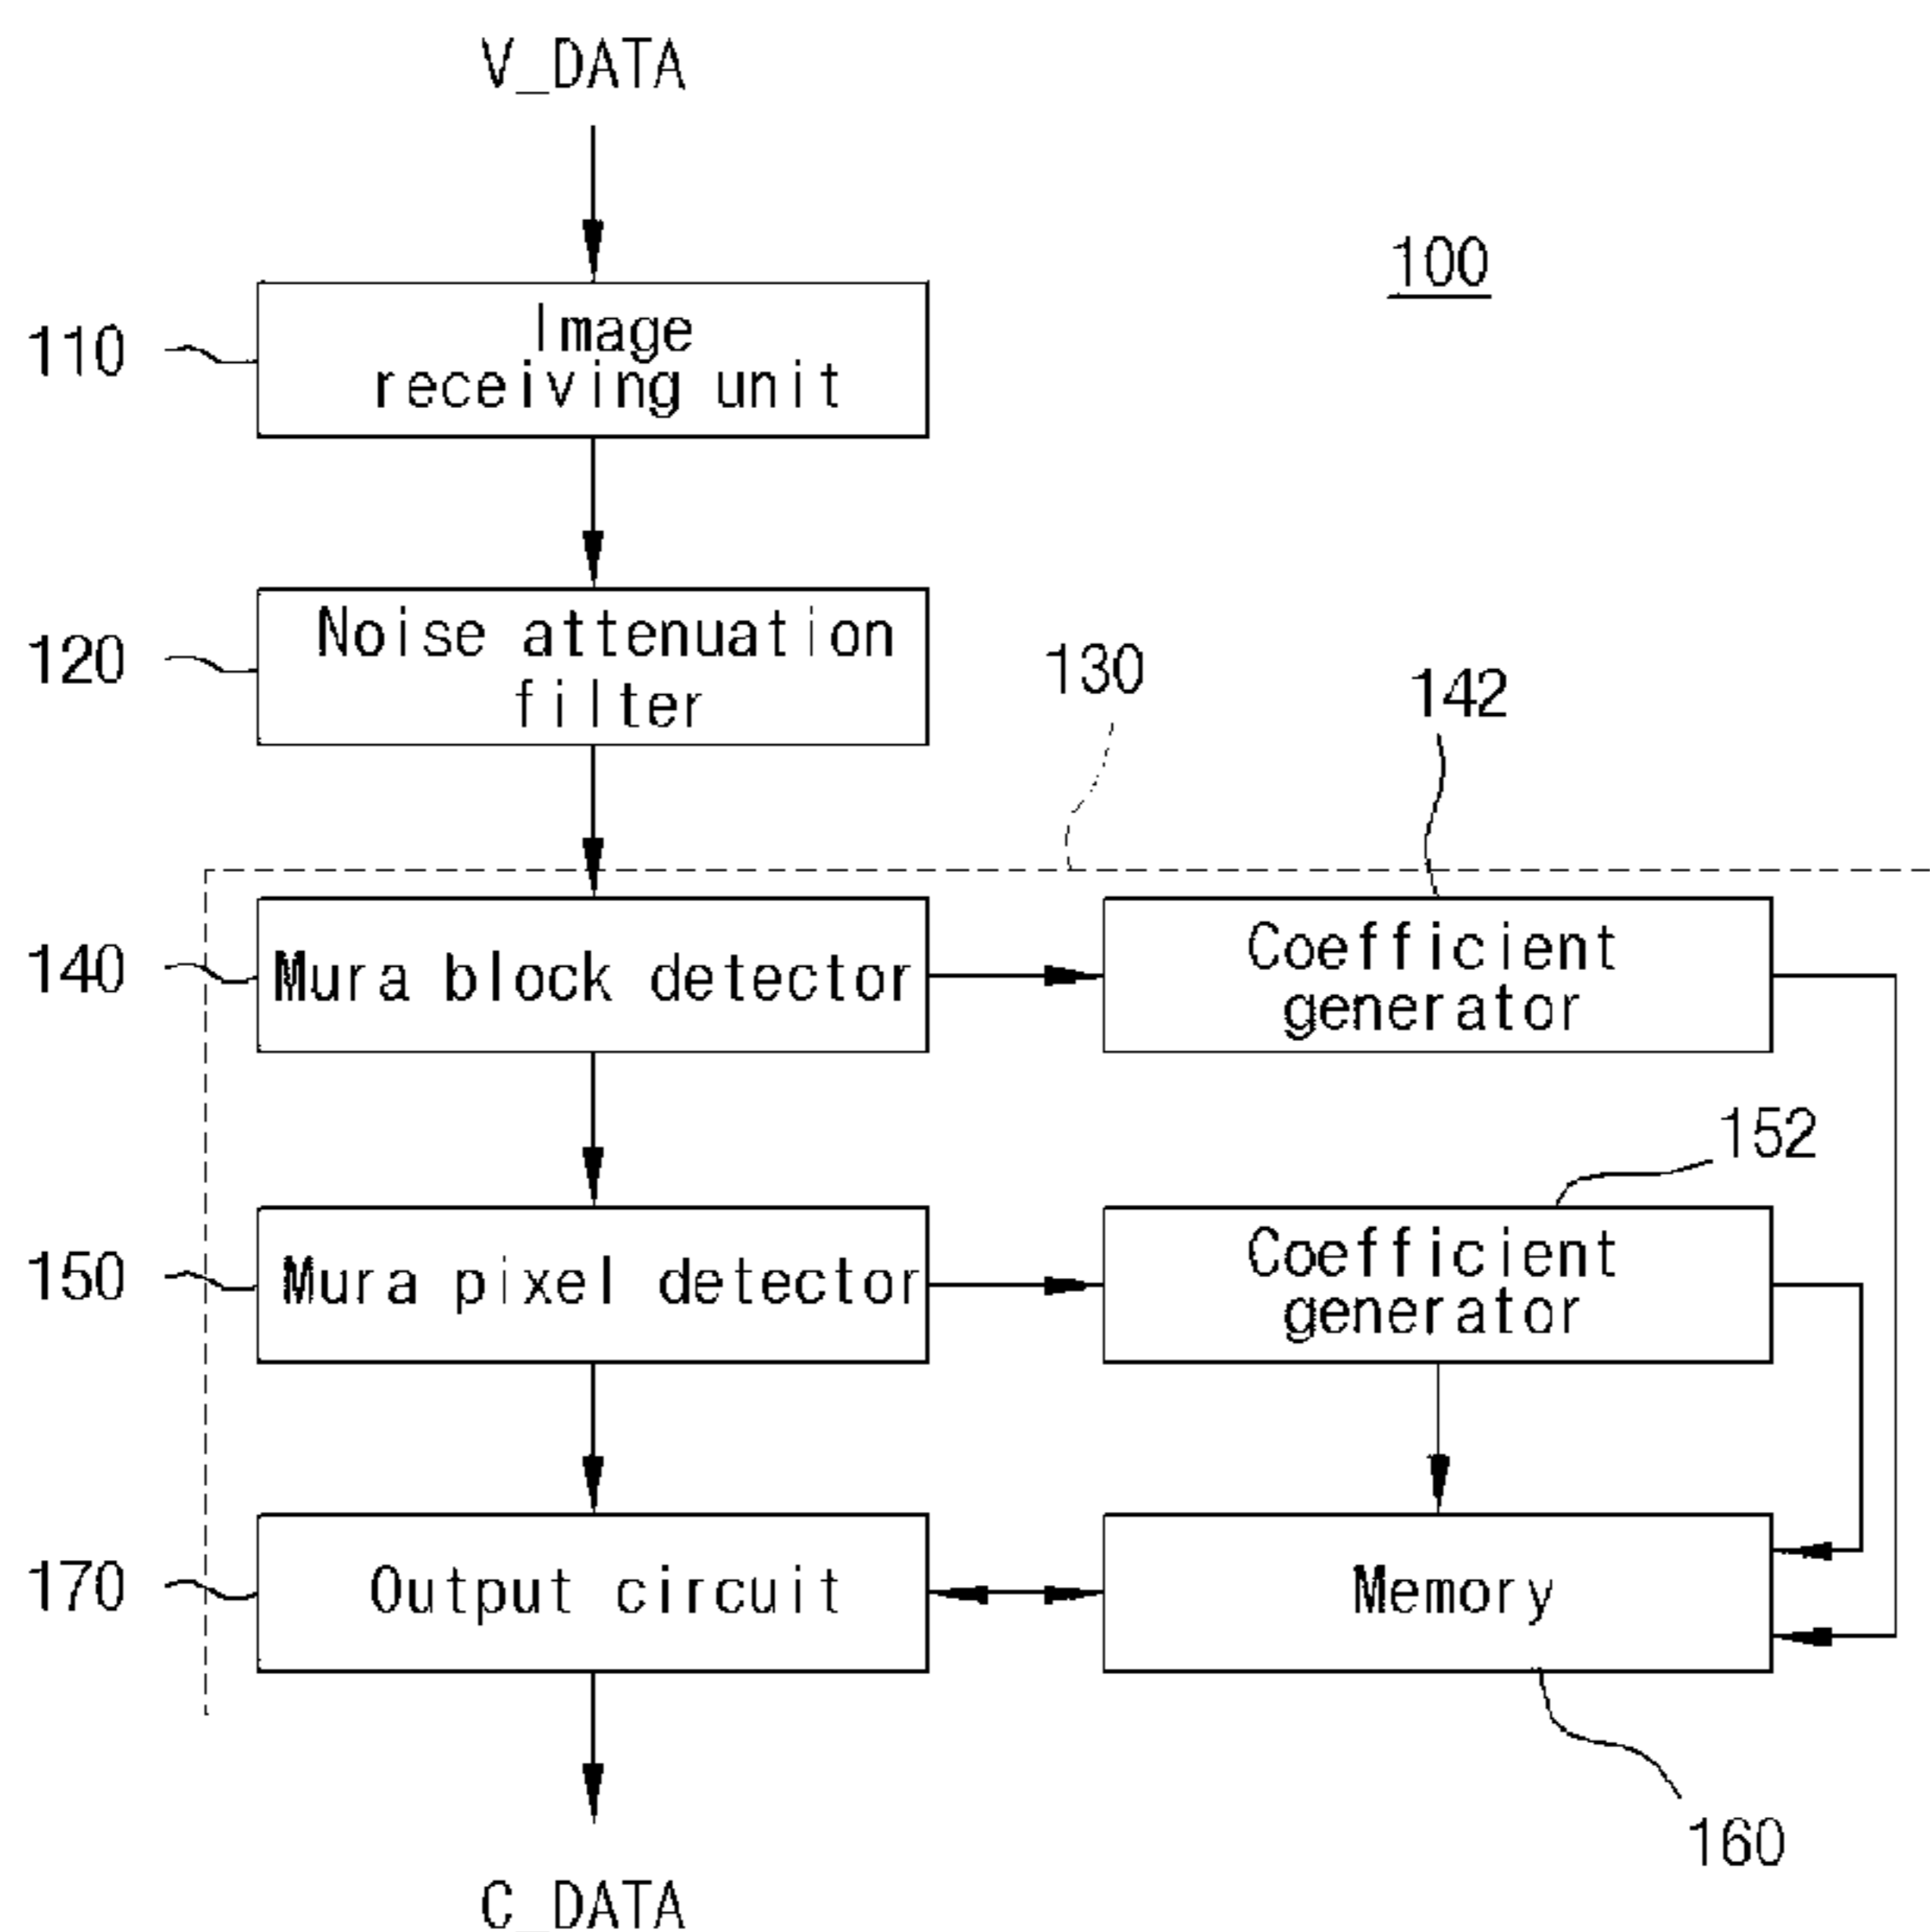 V_DATA
100
110
Image
receiving unit
120
Noise attenuation
filter
130
142
140
Mura block detector
Coefficient
generator
152
150
Mura pixel detector
Coefficient
generator
170
Output circuit
Memory
160
C_DATA